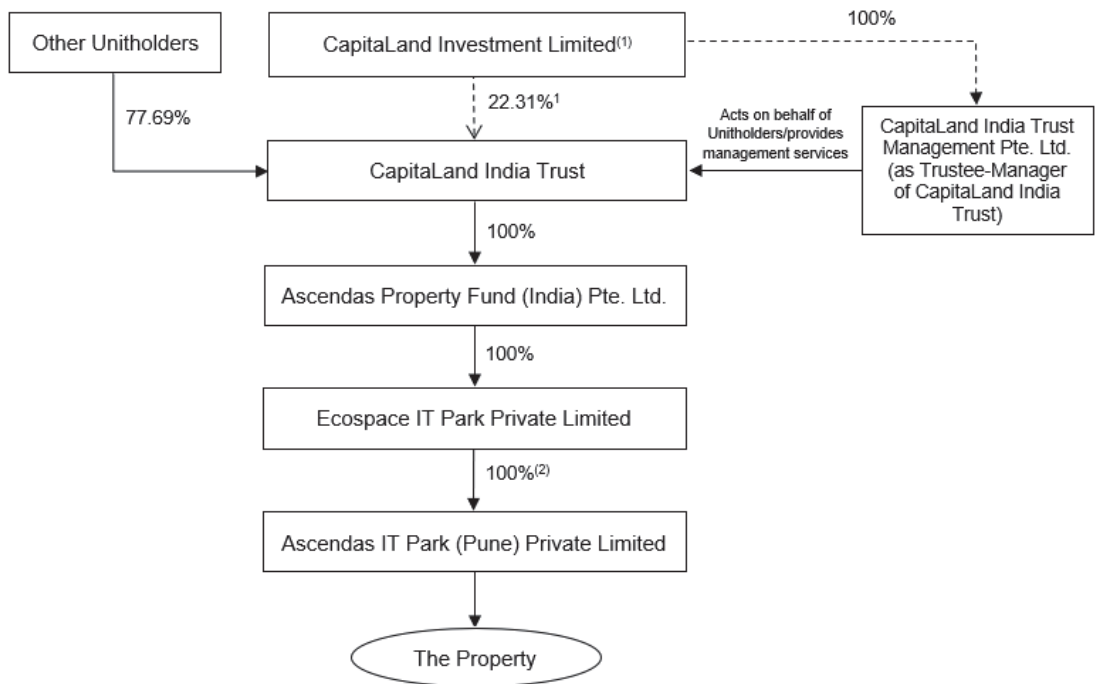 Other Unitholders
CapitaLand Investment Limited(1)
100%
77.69%
22.31%1
Acts on behalf of
Unitholders/provides
management services
CapitaLand India Trust
Management Pte. Ltd.
(as Trustee-Manager
of CapitaLand India
Trust)
CapitaLand India Trust
100%
Ascendas Property Fund (India) Pte. Ltd.
100%
Ecospace IT Park Private Limited
100%(2)
Ascendas IT Park (Pune) Private Limited
The Property